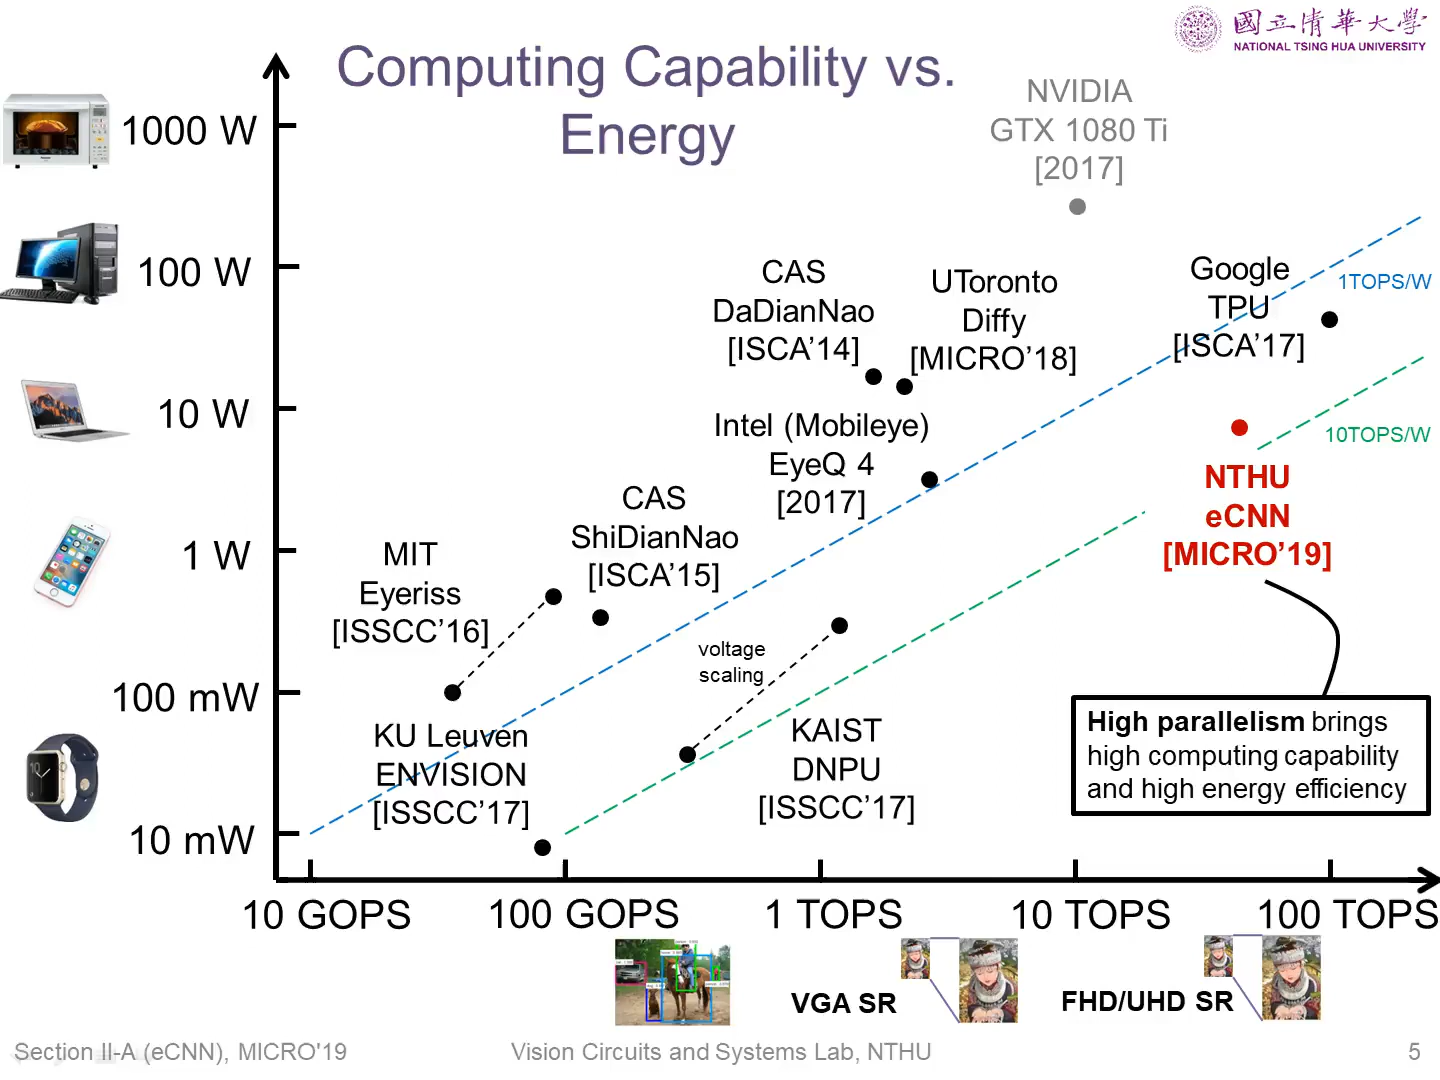 國立清華大學
NATIONAL TSING HUA UNIVERSITY
Computing Capability vs.
Energy
1000 W
100 W
10 W
1 W
100 mW
10 mW
NVIDIA
GTX 1080 Ti
[2017]
CAS
DaDianNao
[ISCA’14]
UToronto
Diffy
[MICRO’18]
Google
TPU
[ISCA’17]
1TOPS/W
Intel (Mobileye)
EyeQ 4
[2017]
10TOPS/W
NTHU
eCNN
[MICRO’19]
CAS
ShiDianNao
[ISCA’15]
MIT
Eyeriss
[ISSCC’16]
voltage
scaling
KU Leuven
ENVISION
[ISSCC’17]
KAIST
DNPU
[ISSCC’17]
High parallelism brings
high computing capability
and high energy efficiency
10 GOPS
100 GOPS
1 TOPS
10 TOPS
100 TOPS
VGA SR
FHD/UHD SR
Section II-A (eCNN), MICRO'19
Vision Circuits and Systems Lab, NTHU
5